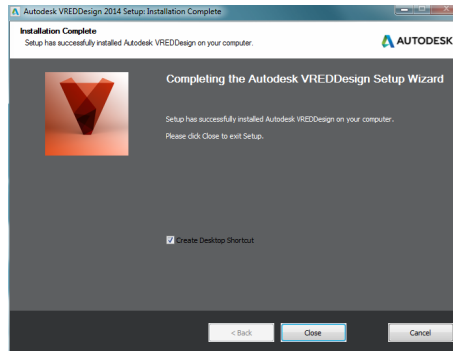 Autodesk VREDDesign 2014 Setup: Installation Complete
Installation Complete
Setup has successfully installed Autodesk VREDDesign on your computer.
AUTODESK
Completing the Autodesk VREDDesign Setup Wizard
Setup has successfully installed Autodesk VREDDesign on your computer.
Please click Close to exit Setup.
Create Desktop Shortcut
< Back
Close
Cancel